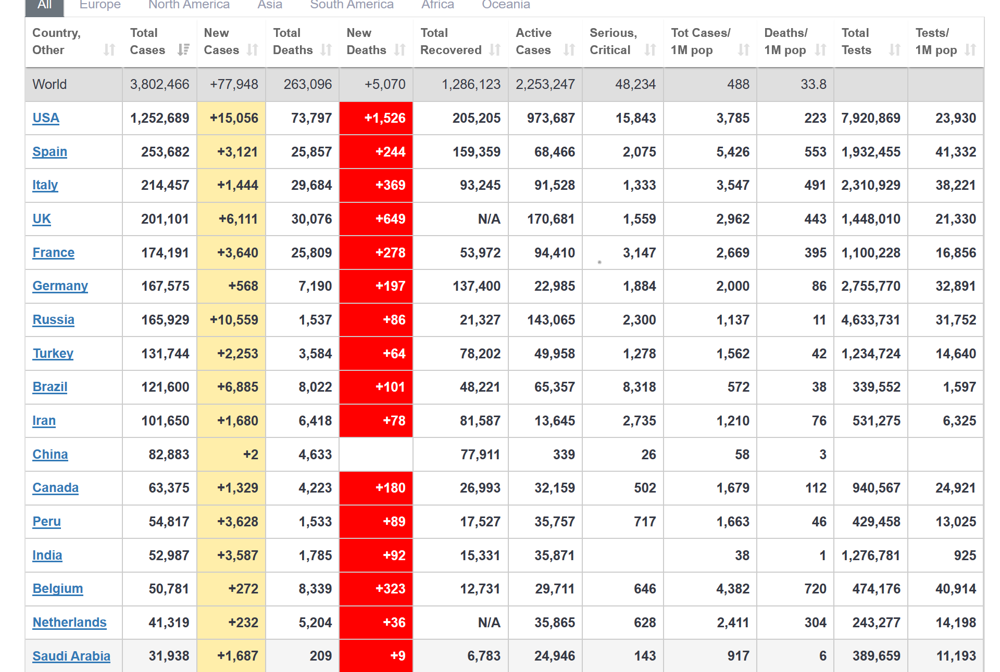 All Europe North America Asia South America Africa Oceania
Country, Other Total Cases New Cases Total Deaths New Deaths Total Recovered Active Cases Serious, Critical Tot Cases/ 1M pop Deaths/ 1M pop Total Tests Tests/ 1M pop
World 3,802,466 +77,948 263,096 +5,070 1,286,123 2,253,247 48,234 488 33.8
USA 1,252,689 +15,056 73,797 +1,526 205,205 973,687 15,843 3,785 223 7,920,869 23,930
Spain 253,682 +3,121 25,857 +244 159,359 68,466 2,075 5,426 553 1,932,455 41,332
Italy 214,457 +1,444 29,684 +369 93,245 91,528 1,333 3,547 491 2,310,929 38,221
UK 201,101 +6,111 30,076 +649 N/A 170,681 1,559 2,962 443 1,448,010 21,330
France 174,191 +3,640 25,809 +278 53,972 94,410 3,147 2,669 395 1,100,228 16,856
Germany 167,575 +568 7,190 +197 137,400 22,985 1,884 2,000 86 2,755,770 32,891
Russia 165,929 +10,559 1,537 +86 21,327 143,065 2,300 1,137 11 4,633,731 31,752
Turkey 131,744 +2,253 3,584 +64 78,202 49,958 1,278 1,562 42 1,234,724 14,640
Brazil 121,600 +6,885 8,022 +101 48,221 65,357 8,318 572 38 339,552 1,597
Iran 101,650 +1,680 6,418 +78 81,587 13,645 2,735 1,210 76 531,275 6,325
China 82,883 +2 4,633 77,911 339 26 58 3
Canada 63,375 +1,329 4,223 +180 26,993 32,159 502 1,679 112 940,567 24,921
Peru 54,817 +3,628 1,533 +89 17,527 35,757 717 1,663 46 429,458 13,025
India 52,987 +3,587 1,785 +92 15,331 35,871 38 1 1,276,781 925
Belgium 50,781 +272 8,339 +323 12,731 29,711 646 4,382 720 474,176 40,914
Netherlands 41,319 +232 5,204 +36 N/A 35,865 628 2,411 304 243,277 14,198
Saudi Arabia 31,938 +1,687 209 +9 6,783 24,946 143 917 6 389,659 11,193